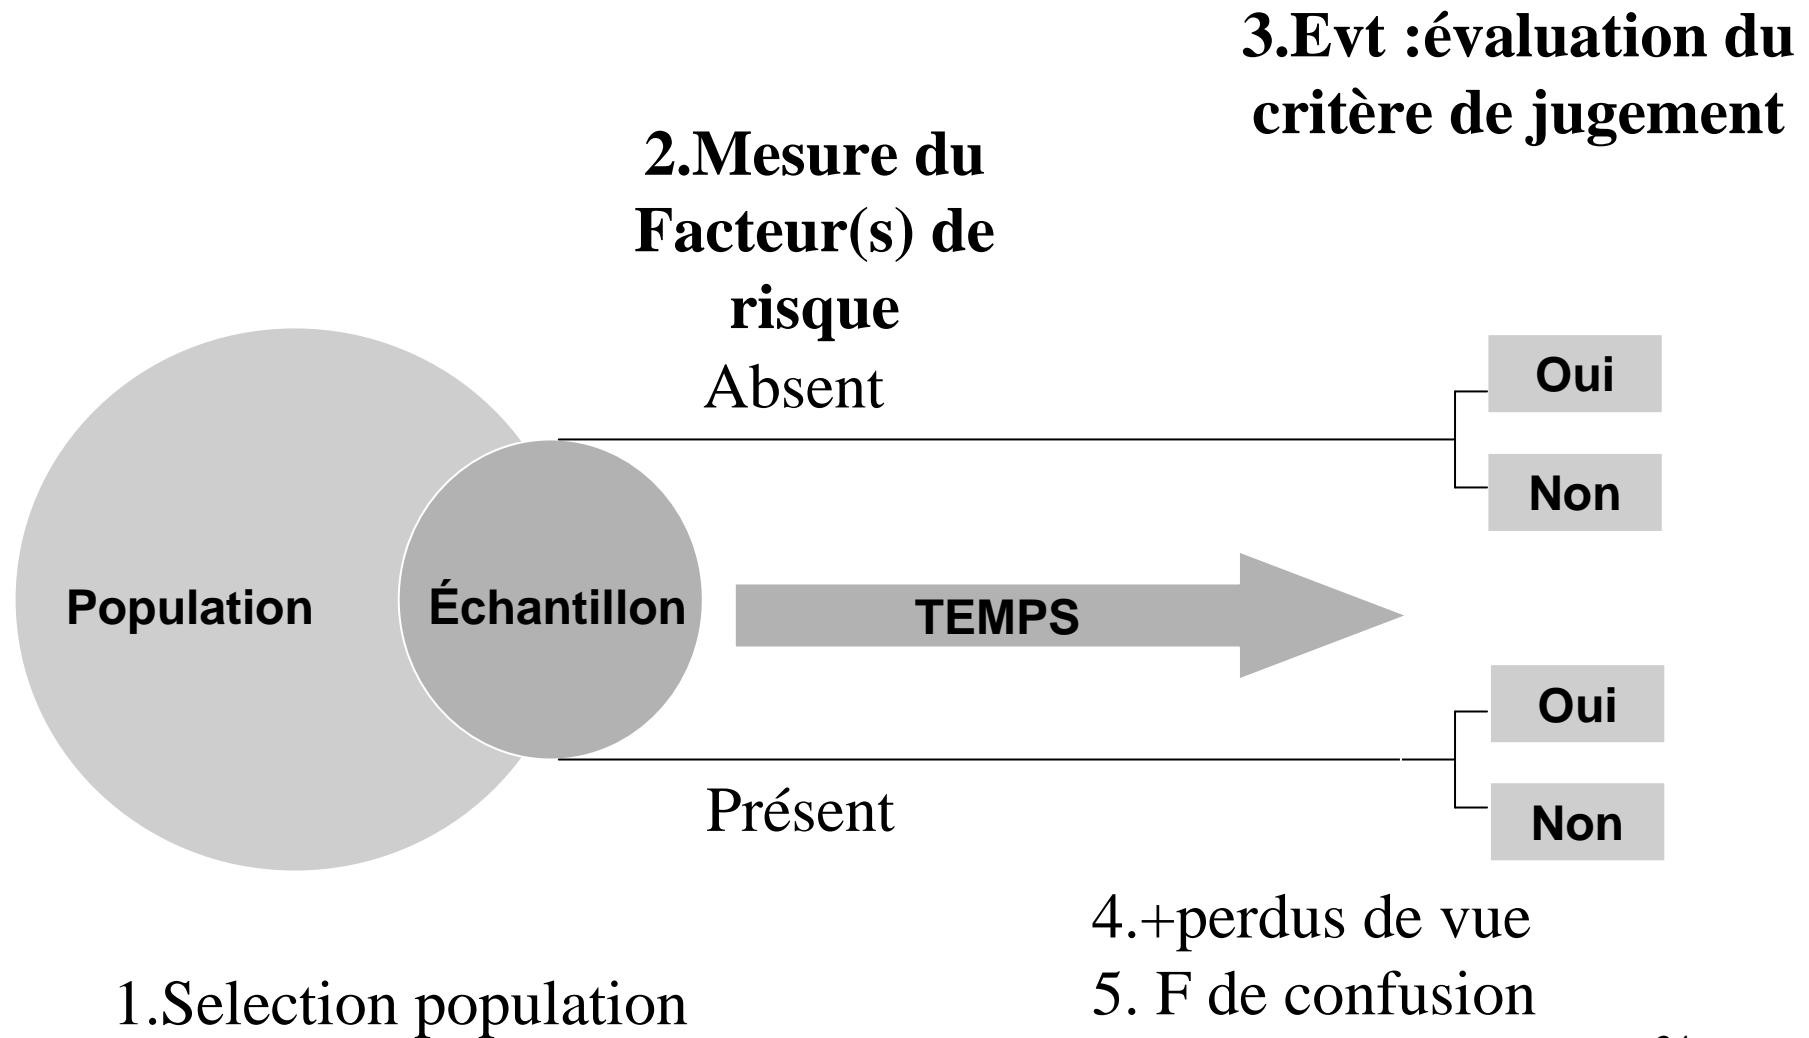 3.Evt :évaluation du
critère de jugement
2.Mesure du
Facteur(s) de
risque
Absent
Oui
Non
Population
Échantillon
TEMPS
Oui
Non
Présent
4.+perdus de vue
5. F de confusion
1.Selection population